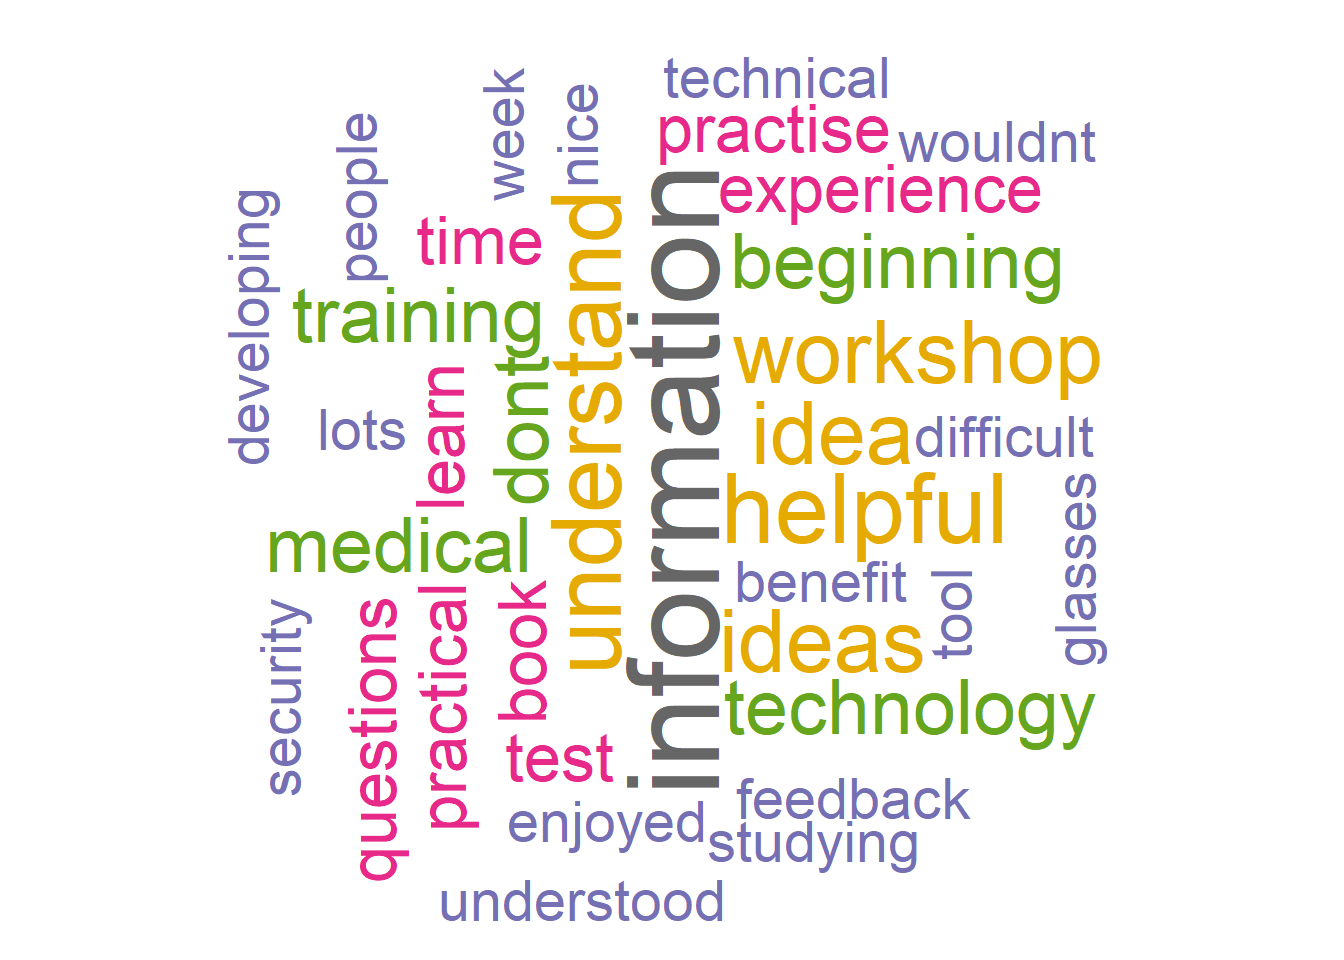 technical
week
nice
practise
wouldnt
people
experience
developing
time
understand
information
beginning
training
workshop
dont
learn
lots
idea
difficult
helpful
glasses
medical
benefit
tool
security
questions
practical
book
ideas
technology
test
feedback
enjoyed
studying
understood